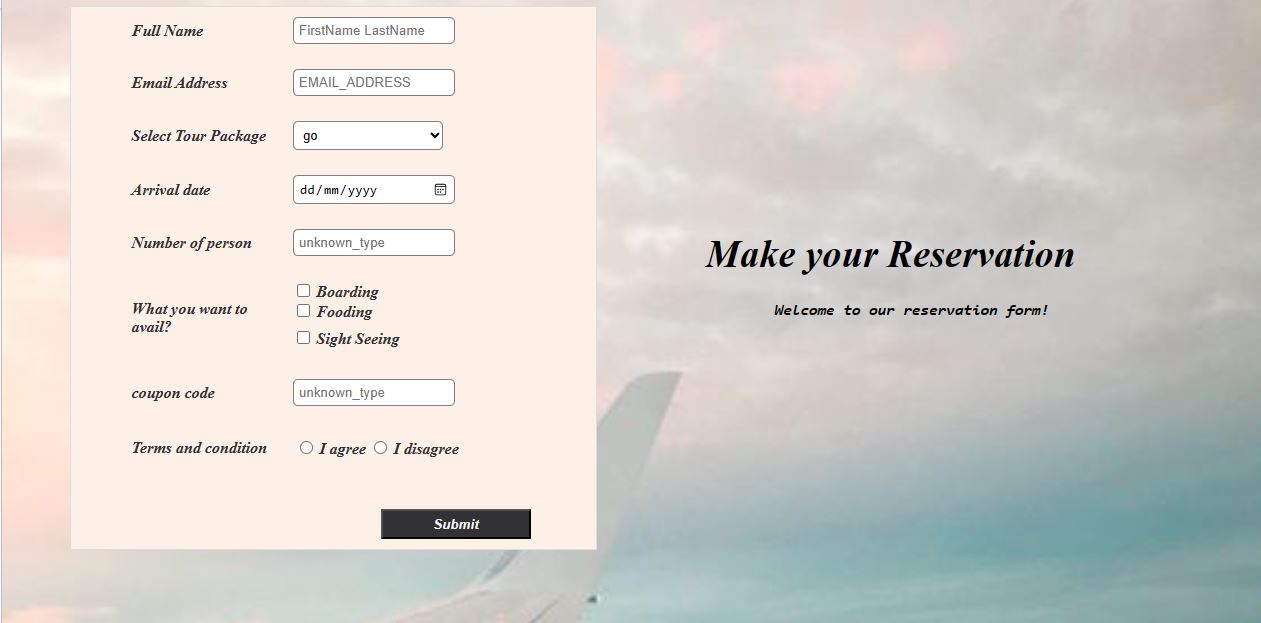 Full Name
FirstName LastName
Email Address
EMAIL_ADDRESS
Select Tour Package
go
Arrival date
dd/mm/yyyy
Number of person
unknown_type
What you want to
avail?
Boarding
Fooding
Sight Seeing
coupon code
unknown_type
Terms and condition
I agree
I disagree
Submit
Make your Reservation
Welcome to our reservation form!